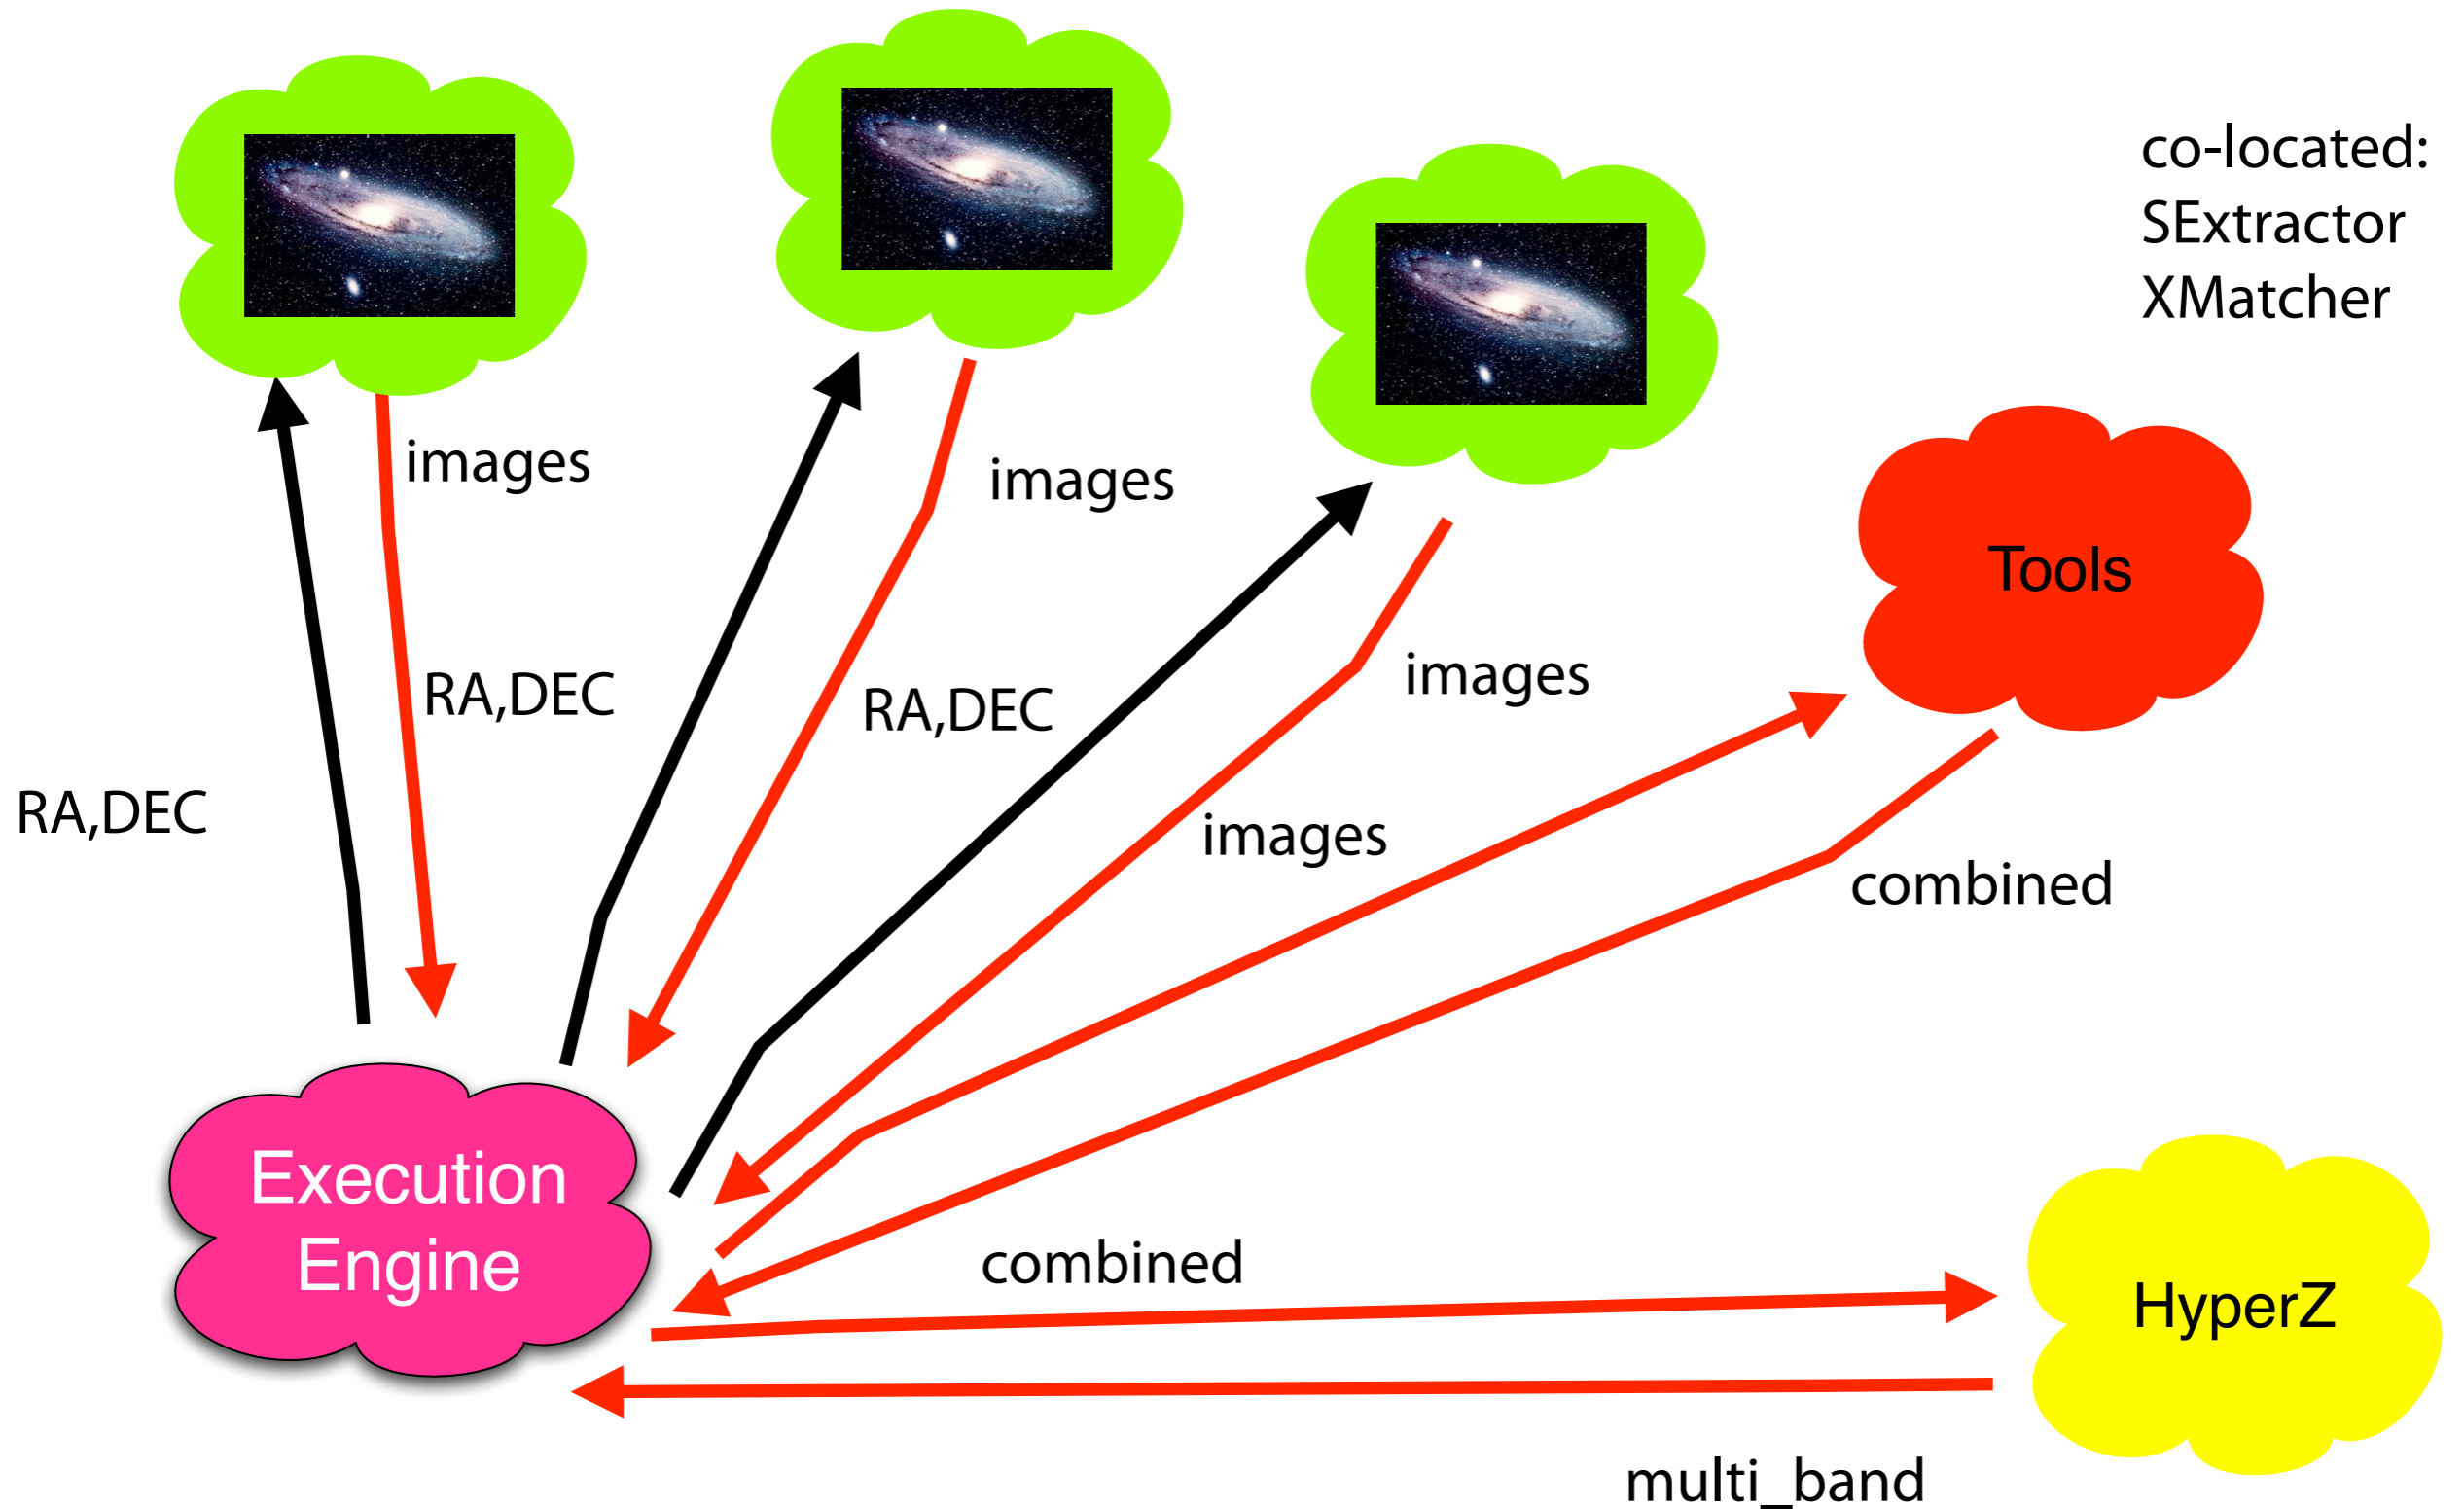 co-located:
SExtractor
XMatcher
images
images
Tools
images
RA,DEC
RA,DEC
RA,DEC
images
combined
Execution
Engine
combined
HyperZ
multi_band